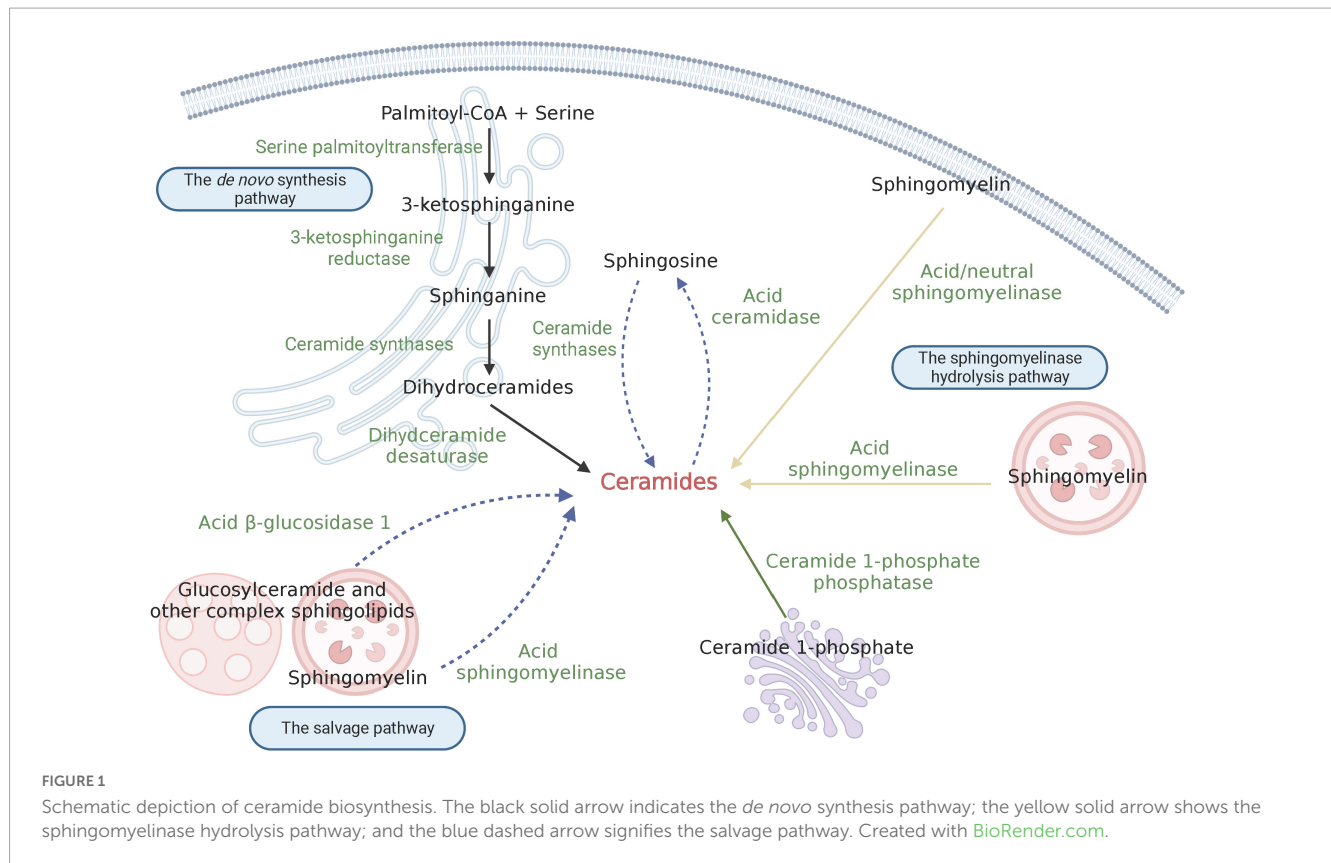 Palmitoyl-CoA + Serine
Serine palmitoyltransferase
The de novo synthesis
pathway
3-ketosphinganine
3-ketosphinganine
reductase
Sphinganine
Ceramide synthases
Dihydroceramides
Dihydceramide
desaturase
Sphingosine
Ceramide
synthases
Acid
ceramidase
Sphingomyelin
Acid/neutral
sphingomyelinase
The sphingomyelinase
hydrolysis pathway
Acid
sphingomyelinase
Sphingomyelin
Ceramides
Acid β-glucosidase 1
Glucosylceramide and
other complex sphingolipids
Sphingomyelin
Acid
sphingomyelinase
The salvage pathway
Ceramide 1-phosphate
phosphatase
Ceramide 1-phosphate
FIGURE 1
Schematic depiction of ceramide biosynthesis. The black solid arrow indicates the de novo synthesis pathway; the yellow solid arrow shows the
sphingomyelinase hydrolysis pathway; and the blue dashed arrow signifies the salvage pathway. Created with BioRender.com.